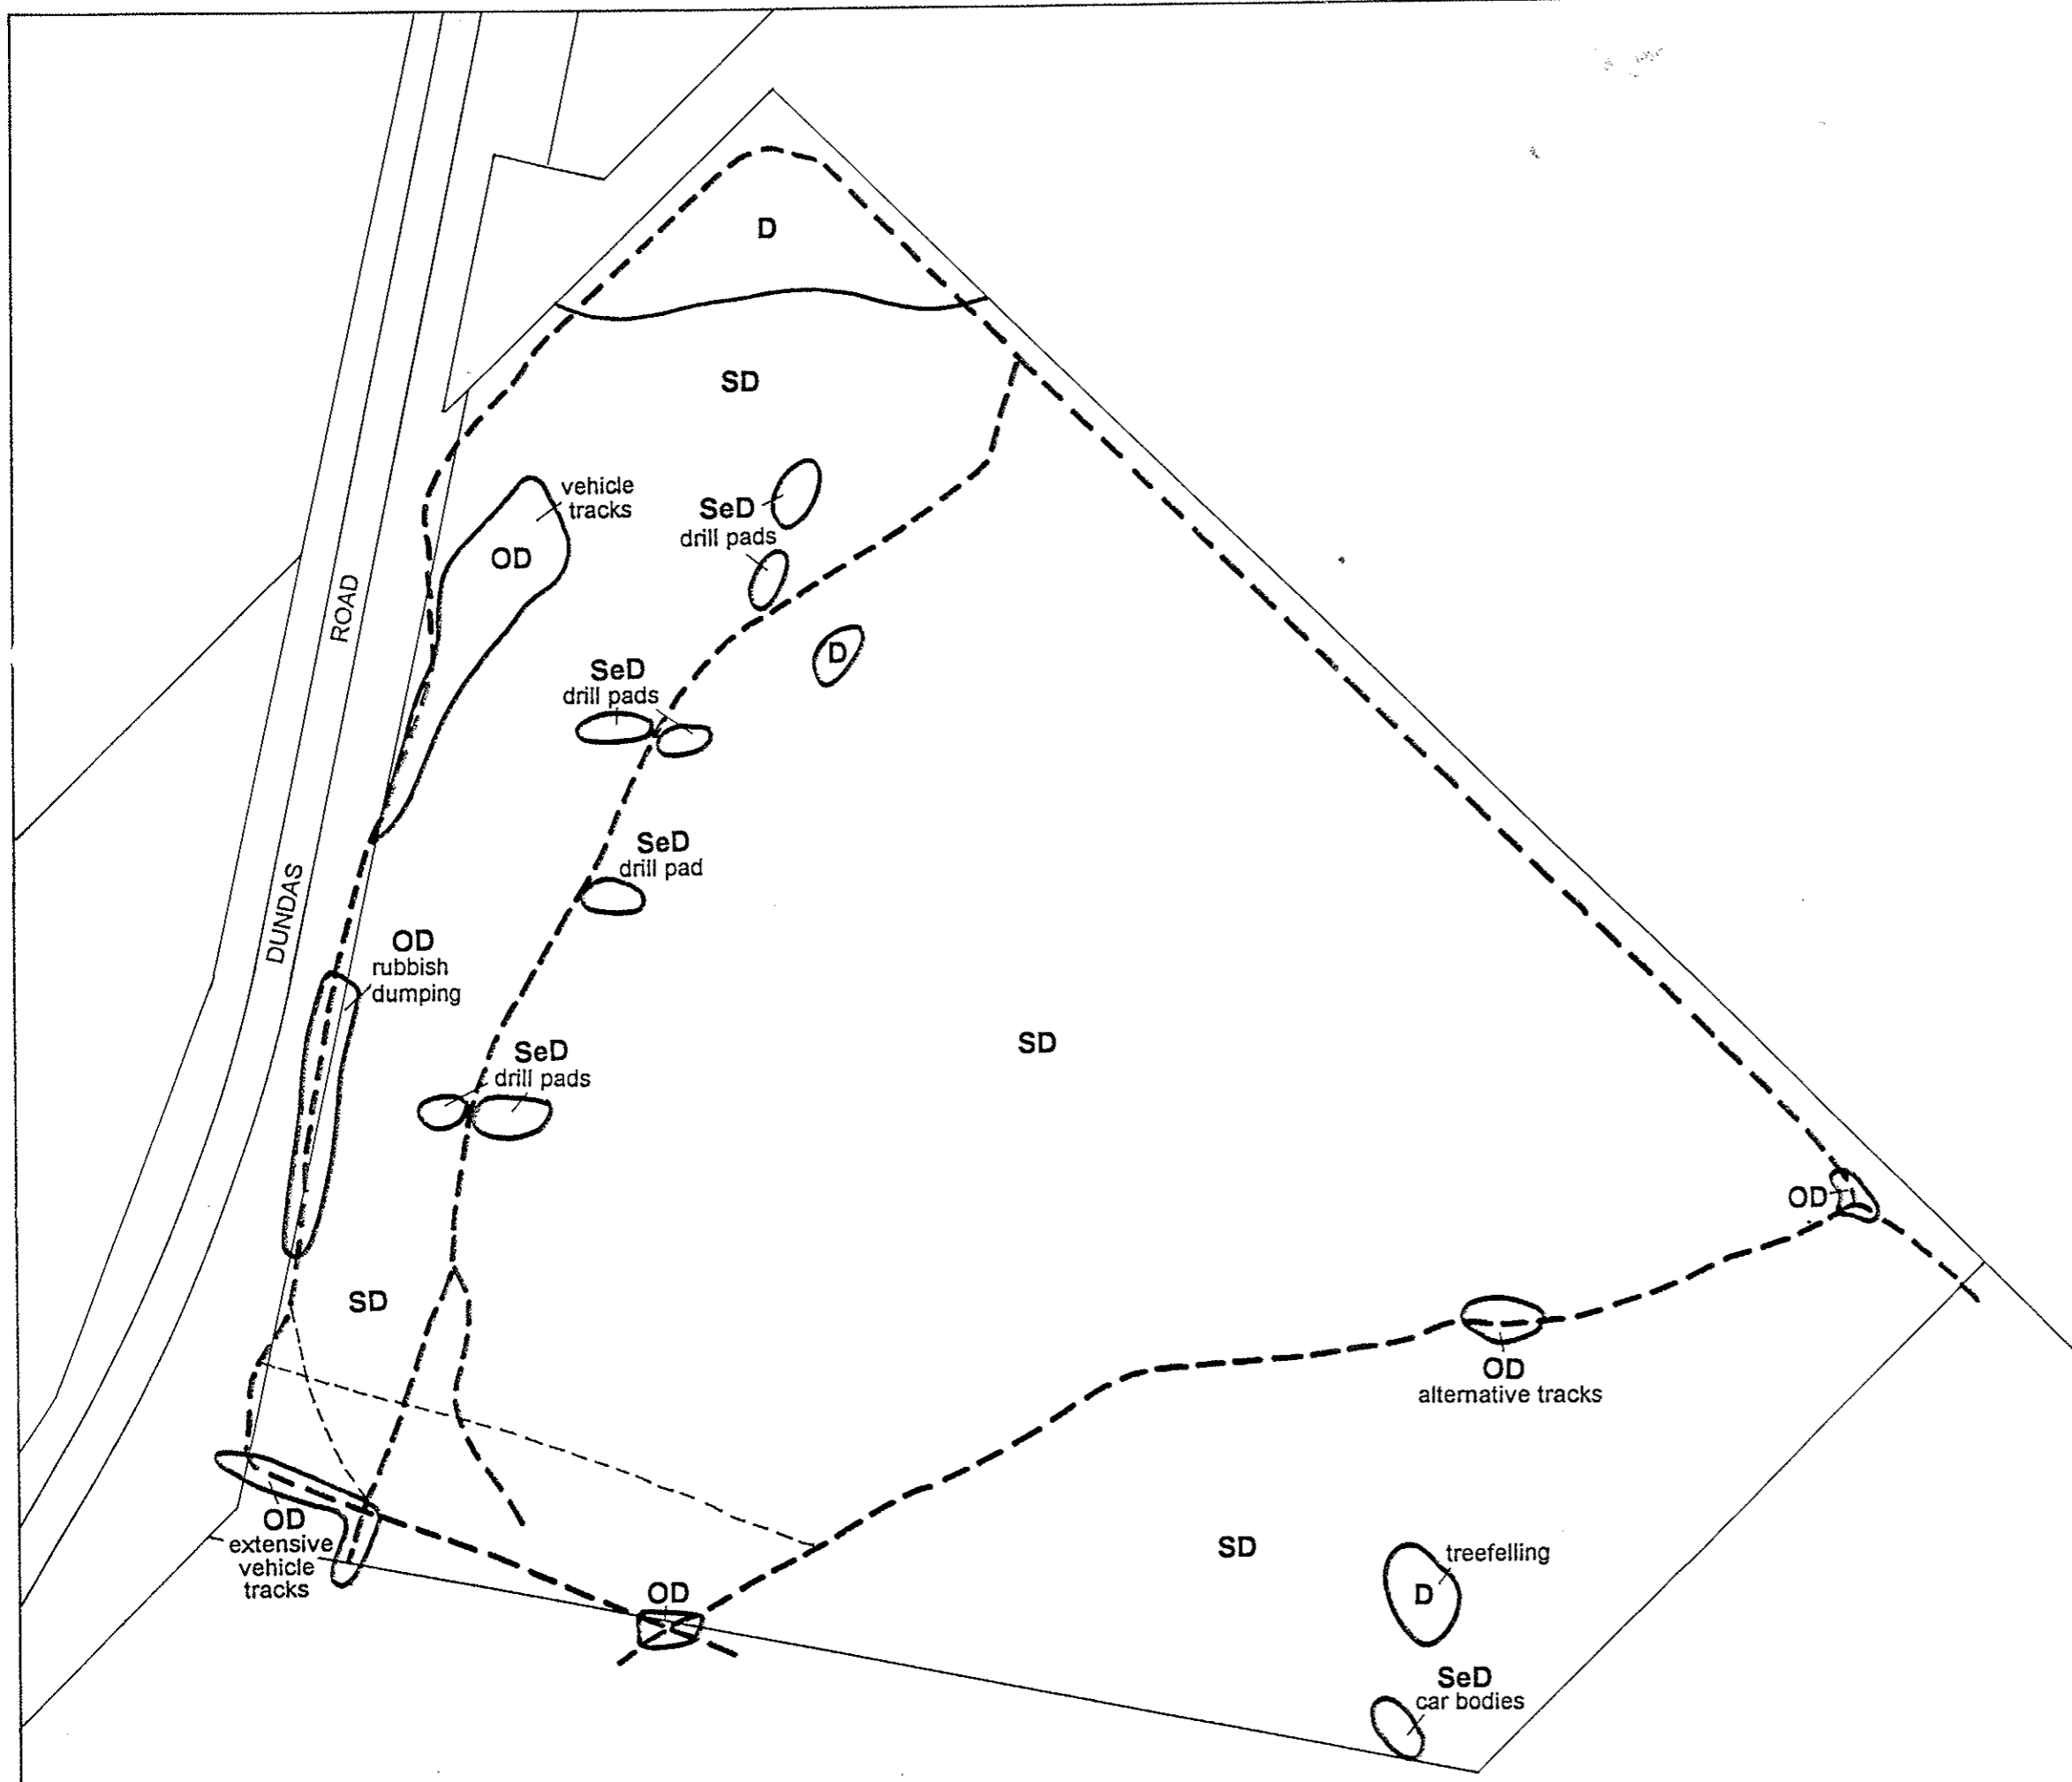 D
SD
vehicle
tracks
SeD
drill pads
OD
ROAD
D
SeD
drill pads
SeD
drill pad
DUNDAS
OD
rubbish
dumping
SD
SeD
drill pads
OD
SD
OD
alternative tracks
OD
extensive
vehicle
tracks
SD
treefelling
D
OD
SeD
car bodies